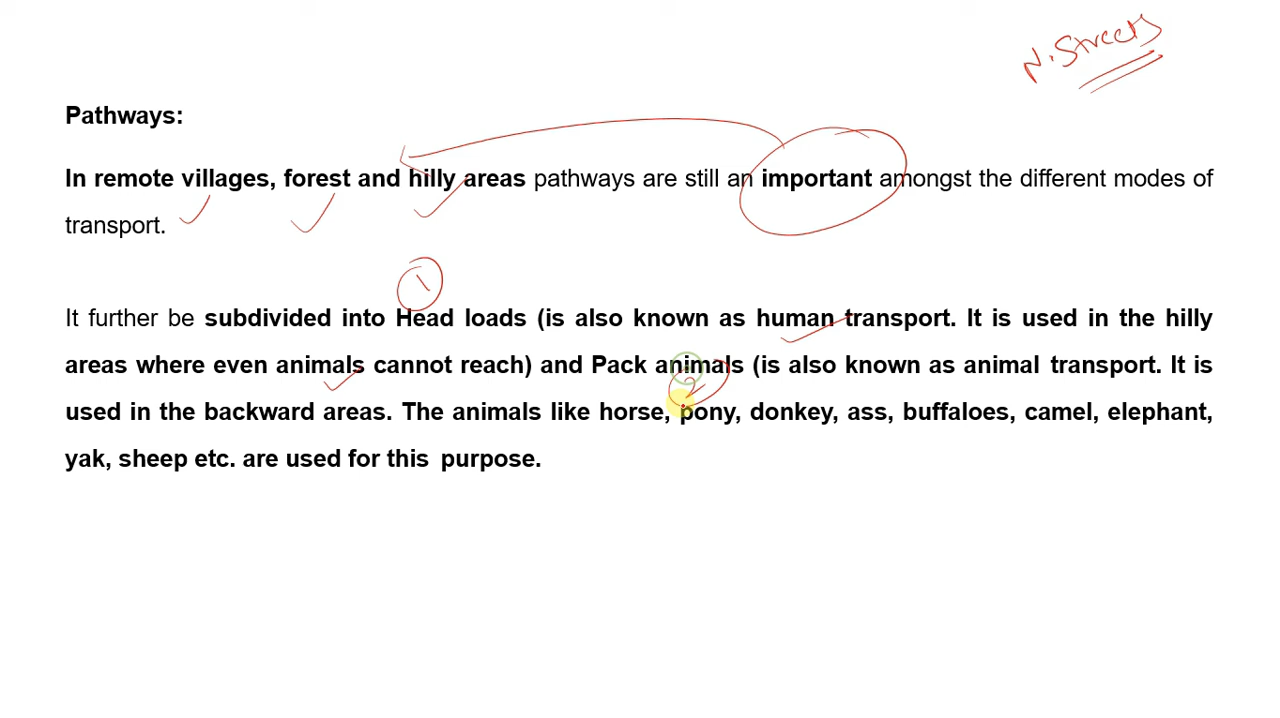 N. Streets
Pathways:
In remote villages, forest and hilly areas pathways are still an important amongst the different modes of
transport.
1
It further be subdivided into Head loads (is also known as human transport. It is used in the hilly
areas where even animals cannot reach) and Pack animals (is also known as animal transport. It is
2
used in the backward areas. The animals like horse, pony, donkey, ass, buffaloes, camel, elephant,
yak, sheep etc. are used for this purpose.